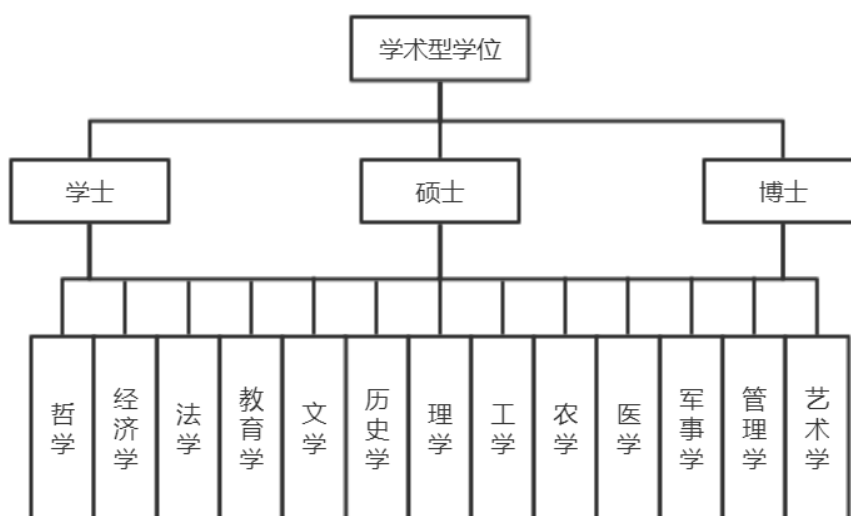 学术型学位
学士
硕士
博士
哲学
经济学
法学
教育学
文学
历史学
理学
工学
农学
医学
军事学
管理学
艺术学